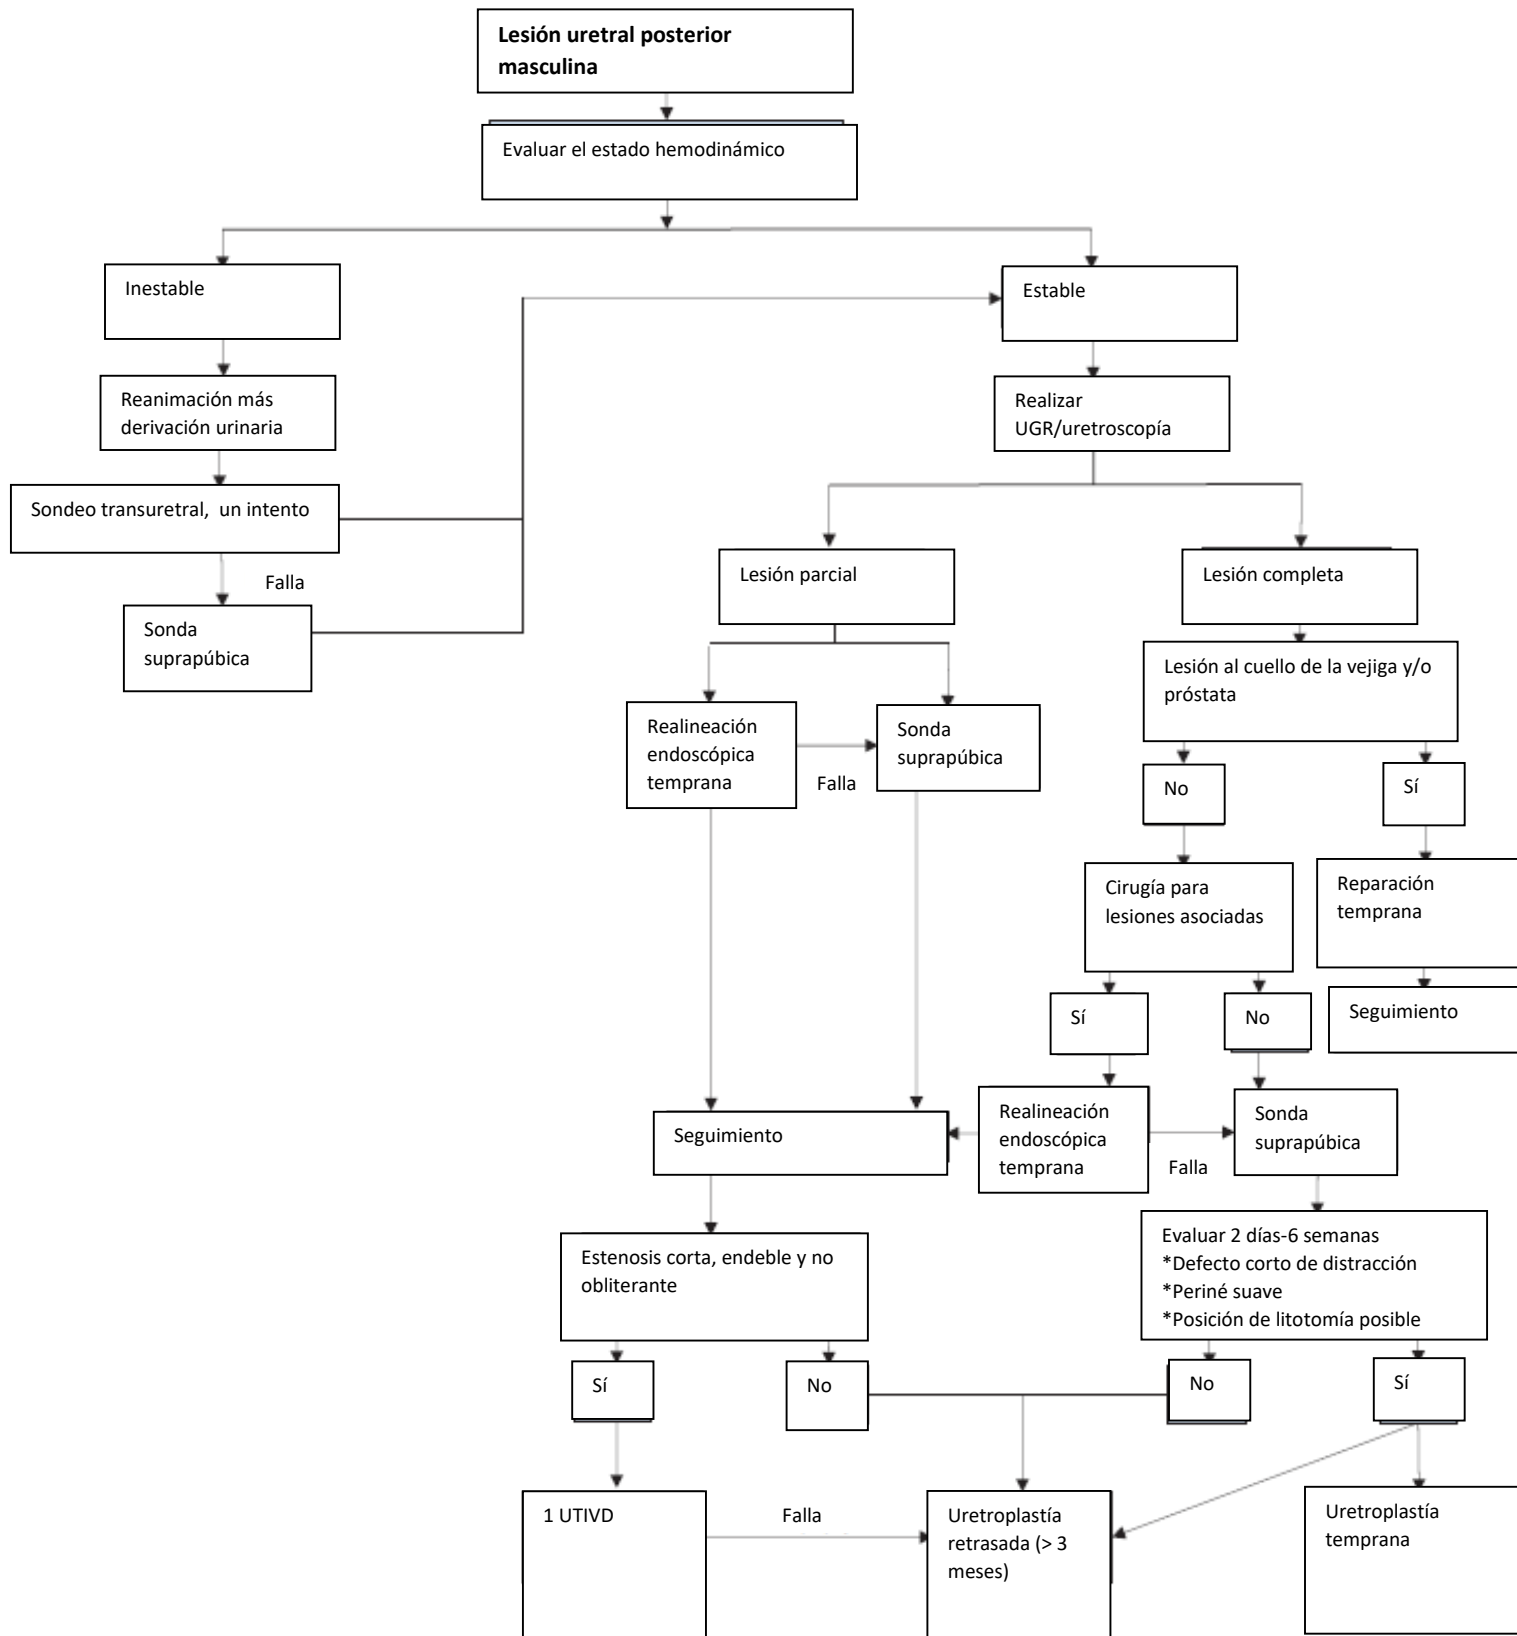 Lesión uretral posterior
masculina
Evaluar el estado hemodinámico
Inestable
Estable
Reanimación más
derivación urinaria
Realizar
UGR/uretroscopía
Sondeo transuretral, un intento
Falla
Sonda
suprapúbica
Lesión parcial
Lesión completa
Lesión al cuello de la vejiga y/o
próstata
Realineación
endoscópica
temprana
Falla
Sonda
suprapúbica
No
Sí
Cirugía para
lesiones asociadas
Reparación
temprana
Sí
No
Seguimiento
Seguimiento
Realineación
endoscópica
temprana
Falla
Sonda
suprapúbica
Estenosis corta, endeble y no
obliterante
Evaluar 2 días-6 semanas
*Defecto corto de distracción
*Periné suave
*Posición de litotomía posible
Sí
No
No
Sí
1 UTIVD
Falla
Uretroplastía
retrasada (> 3
meses)
Uretroplastía
temprana